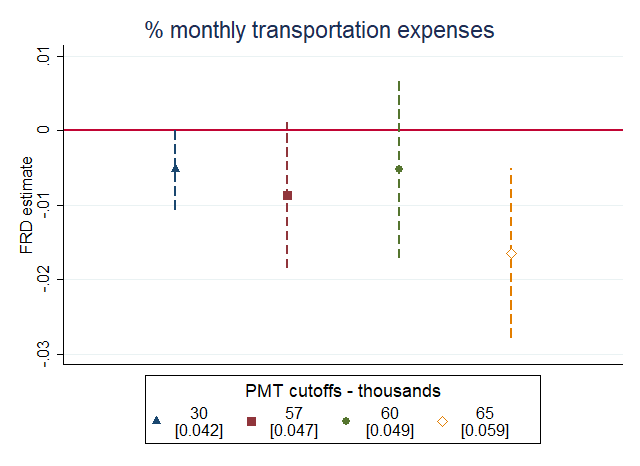 % monthly transportation expenses
.01
0
-.01
-.02
-.03
FRD estimate
PMT cutoffs - thousands
30 57 60 65
[0.042] [0.047] [0.049] [0.059]